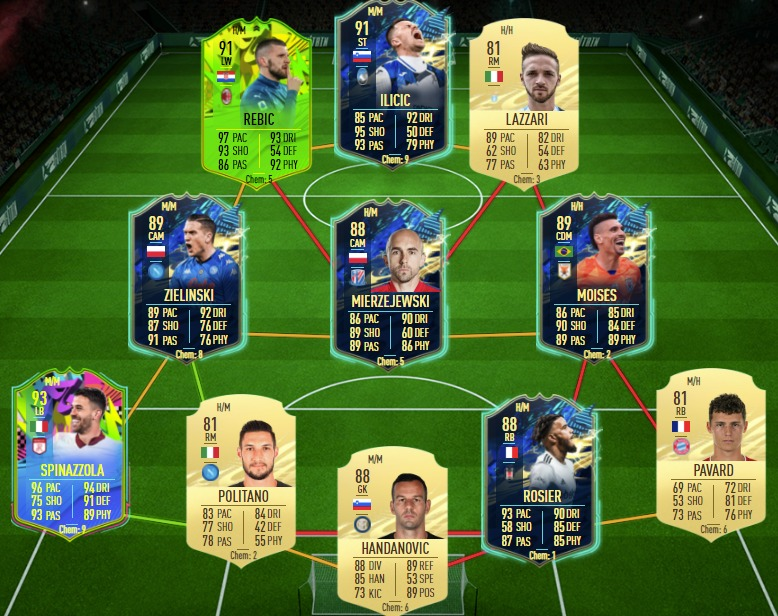 H/M
91
LW
REBIC
97 PAC 93 DRI
93 SHO 54 DEF
86 PAS 92 PHY
Chem: 5
M/M
91
ST
ILICIC
85 PAC 92 DRI
95 SHO 50 DEF
93 PAS 79 PHY
Chem: 9
H/H
81
RM
LAZZARI
89 PAC 82 DRI
62 SHO 54 DEF
77 PAS 63 PHY
Chem: 3
M/M
89
CAM
ZIELINSKI
89 PAC 92 DRI
87 SHO 76 DEF
91 PAS 76 PHY
Chem: 8
H/M
88
CAM
MIERZEJEWSKI
86 PAC 90 DRI
89 SHO 60 DEF
89 PAS 86 PHY
Chem: 5
H/H
89
CDM
MOISÉS
86 PAC 85 DRI
90 SHO 84 DEF
89 PAS 89 PHY
Chem: 2
M/M
93
LB
SPINAZZOLA
96 PAC 94 DRI
75 SHO 91 DEF
93 PAS 89 PHY
Chem: 9
H/M
81
RM
POLITANO
83 PAC 84 DRI
77 SHO 42 DEF
78 PAS 55 PHY
Chem: 2
M/M
88
GK
HANDANOVIC
88 DIV 89 REF
85 HAN 53 SPE
73 KIC 89 POS
Chem: 6
H/M
88
RB
ROSIER
93 PAC 90 DRI
58 SHO 85 DEF
87 PAS 85 PHY
Chem: 1
M/H
81
RB
PAVARD
69 PAC 72 DRI
53 SHO 81 DEF
73 PAS 76 PHY
Chem: 6